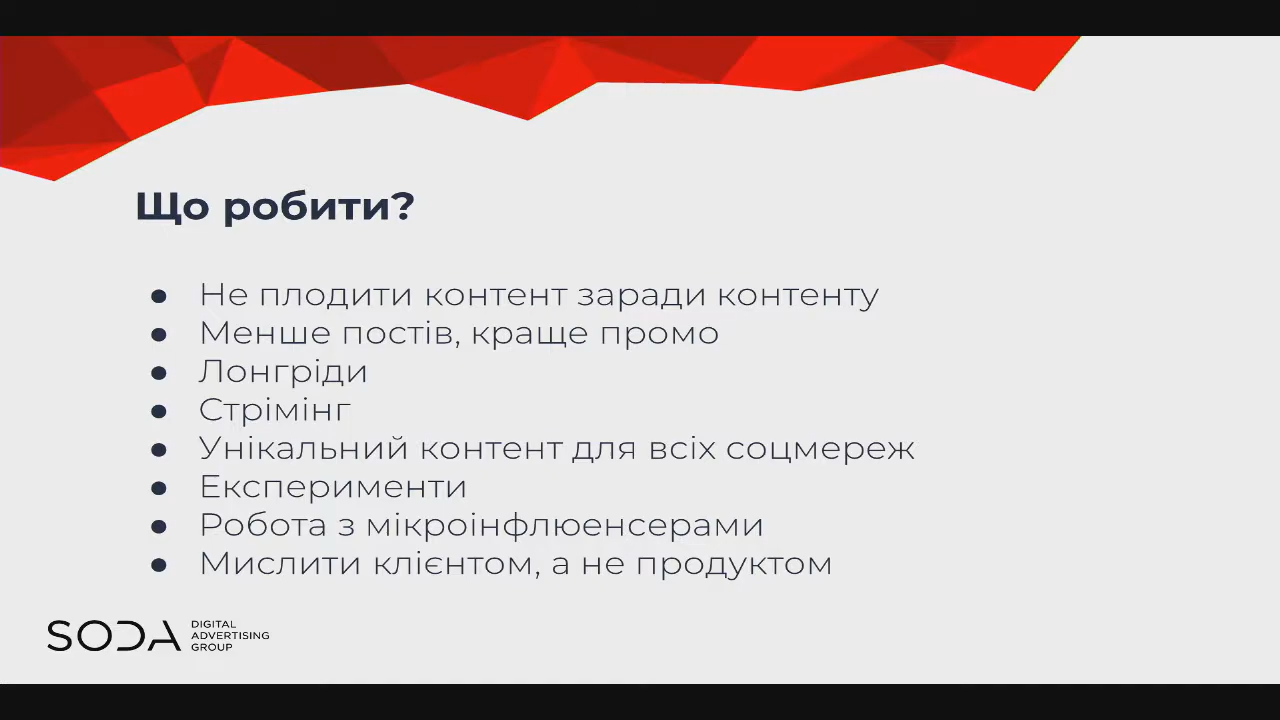 Що робити?
● Не плодити контент заради контенту
● Менше постів, краще промо
● Лонгріди
● Стрімінг
● Унікальний контент для всіх соцмереж
● Експерименти
● Робота з мікроінфлюенсерами
● Мислити клієнтом, а не продуктом
SODA
DIGITAL
ADVERTISING
GROUP